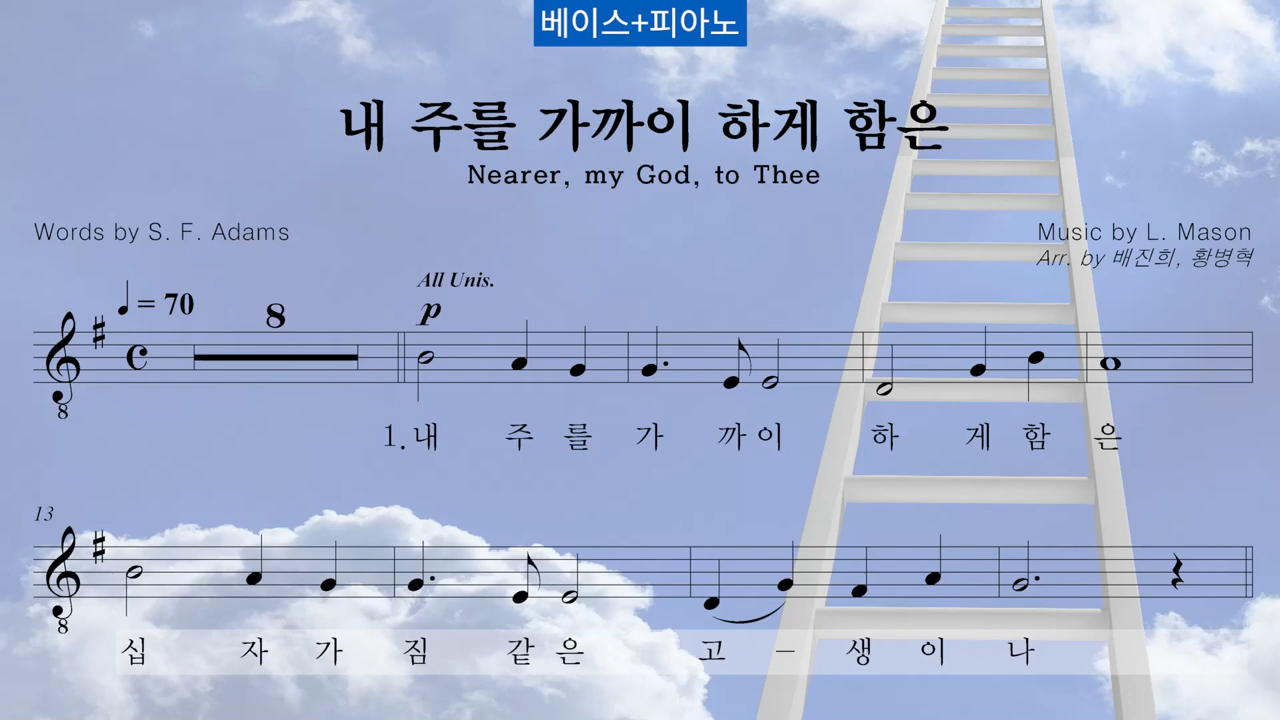 베이스+피아노
내 주를 가까이 하게 함은
Nearer, my God, to Thee
Words by S. F. Adams
Music by L. Mason
Arr. by 배진희, 황병혁
All Unis.
♩ = 70
8
p
8
1.내 주 를 가 까 이 하 게 함 은
13
8
십 자 가 짐 같 은 고 – 생 이 나